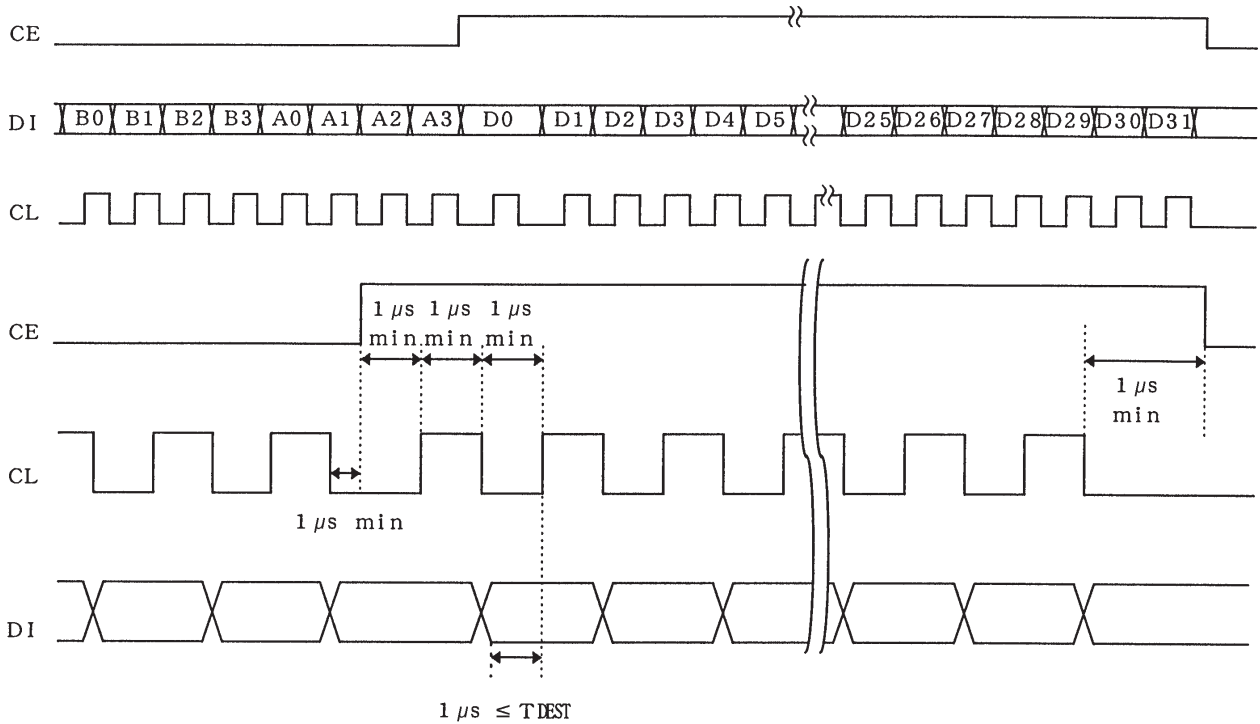 CE
DI B0 B1 B2 B3 A0 A1 A2 A3 D0 D1 D2 D3 D4 D5 D25 D26 D27 D28 D29 D30 D31
CL
1 μs 1 μs 1 μs
CE min min min
1 μs
min
CL
1 μs min
DI
1 μs ≤ TDEST